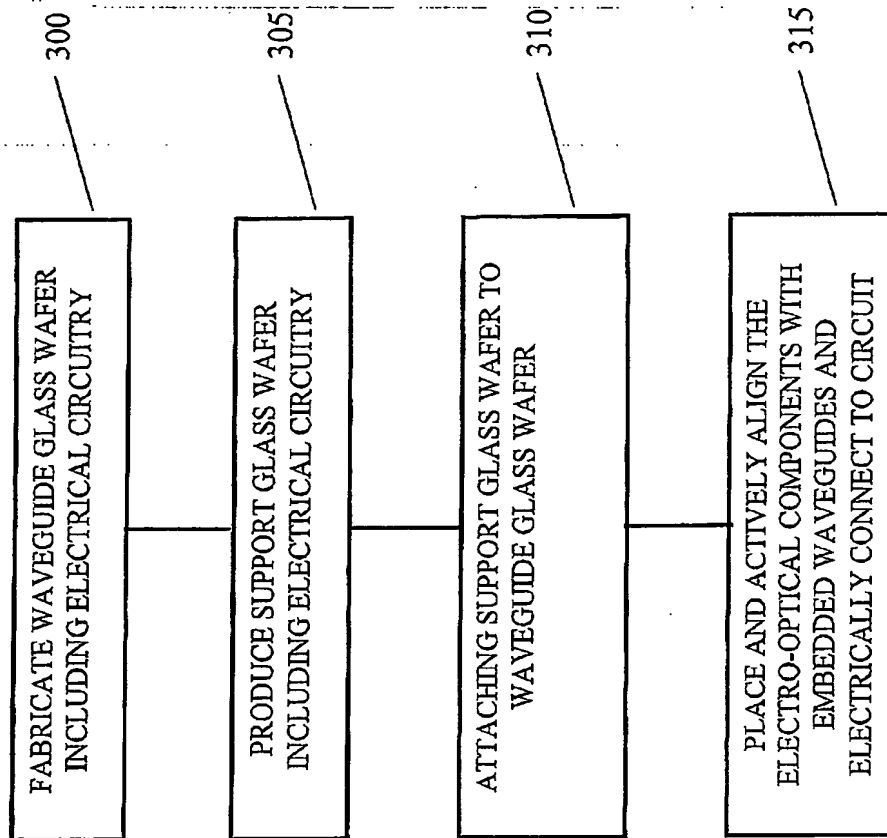 FABRICATE WAVEGUIDE GLASS WAFER
INCLUDING ELECTRICAL CIRCUITRY
300
PRODUCE SUPPORT GLASS WAFER
INCLUDING ELECTRICAL CIRCUITRY
305
ATTACHING SUPPORT GLASS WAFER TO
WAVEGUIDE GLASS WAFER
310
PLACE AND ACTIVELY ALIGN THE
ELECTRO-OPTICAL COMPONENTS WITH
EMBEDDED WAVEGUIDES AND
ELECTRICALLY CONNECT TO CIRCUIT
315